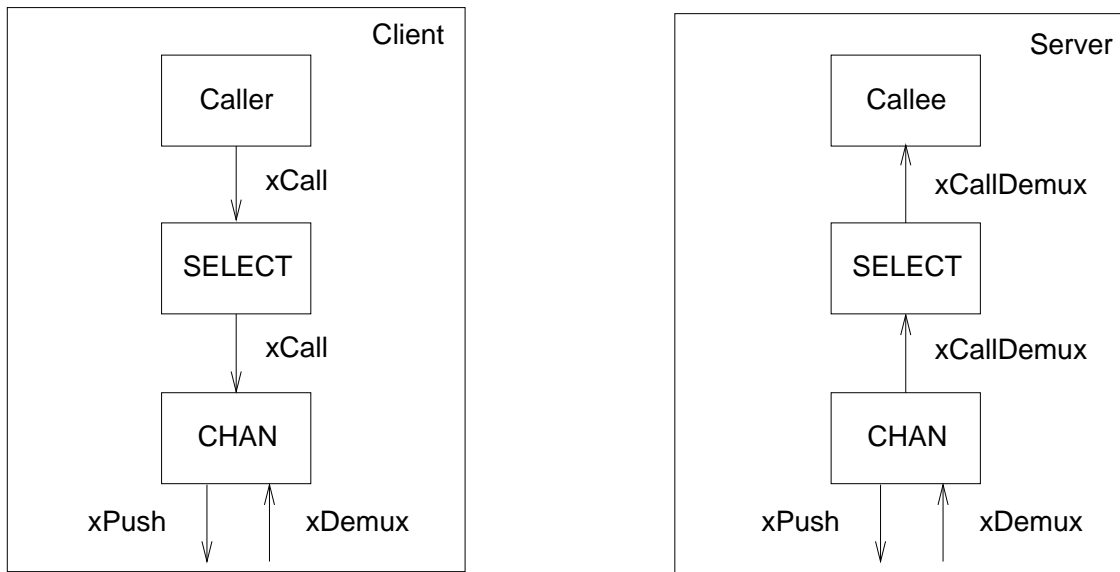 Client
Caller
xCall
SELECT
xCall
CHAN
xPush
xDemux
Server
Callee
xCallDemux
SELECT
xCallDemux
CHAN
xPush
xDemux